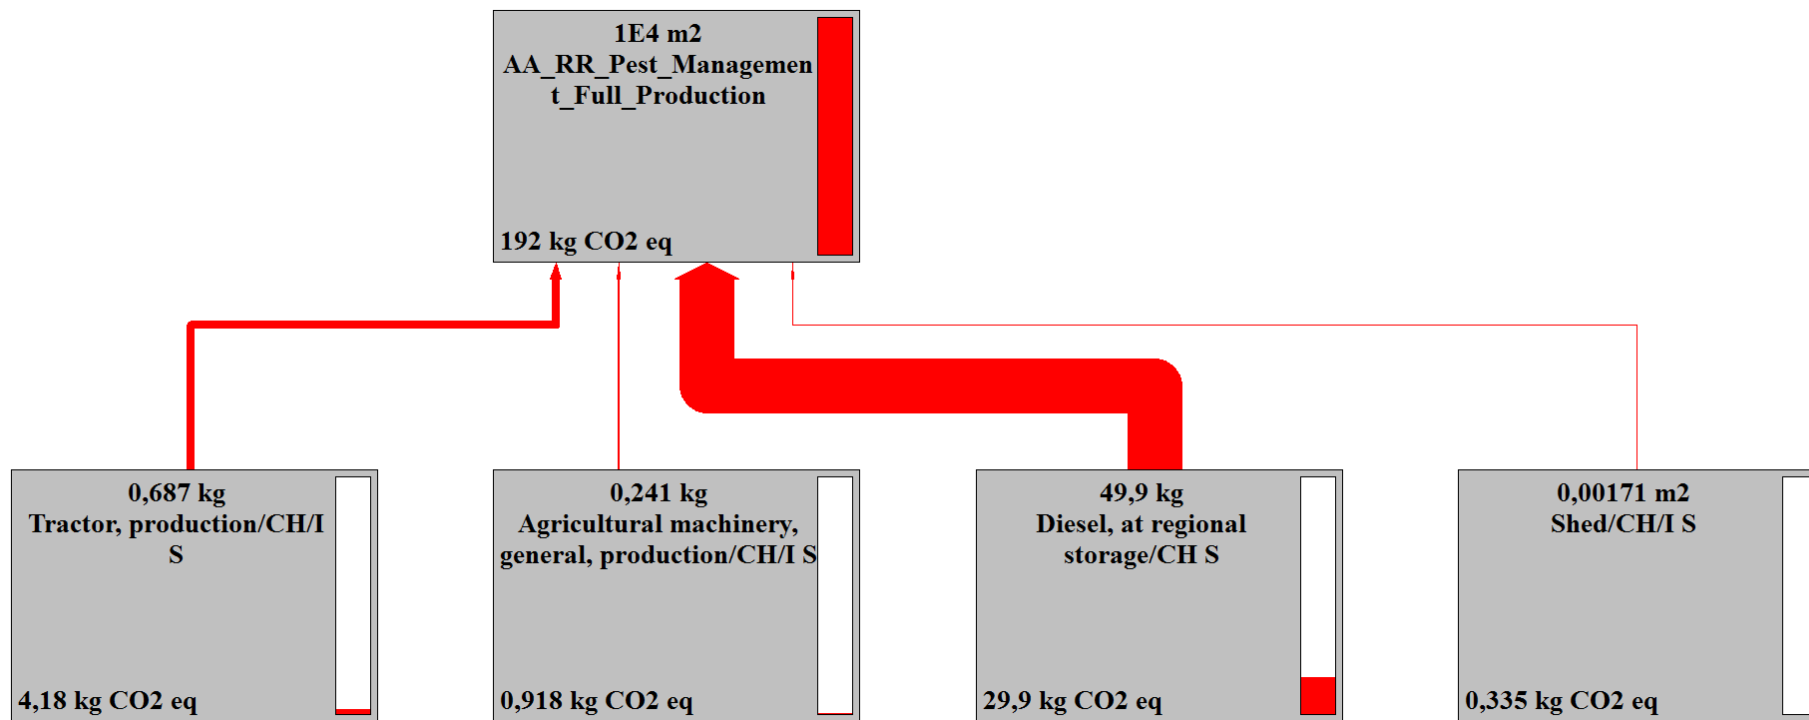 1E4 m2
AA_RR_Pest_Managemen
t_Full_Production
192 kg CO2 eq
0,687 kg
Tractor, production/CH/I
S
4,18 kg CO2 eq
0,241 kg
Agricultural machinery,
general, production/CH/I S
0,918 kg CO2 eq
49,9 kg
Diesel, at regional
storage/CH S
29,9 kg CO2 eq
0,00171 m2
Shed/CH/I S
0,335 kg CO2 eq